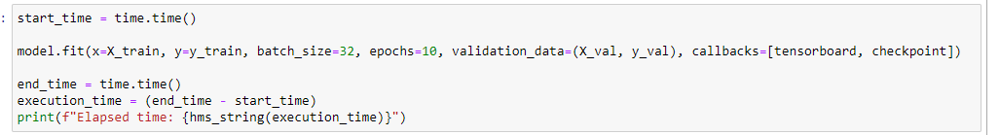 :
start_time = time.time()
model.fit(x=X_train, y=y_train, batch_size=32, epochs=10, validation_data=(X_val, y_val), callbacks=[tensorboard, checkpoint])
end_time = time.time()
execution_time = (end_time - start_time)
print(f"Elapsed time: {hms_string(execution_time)}")